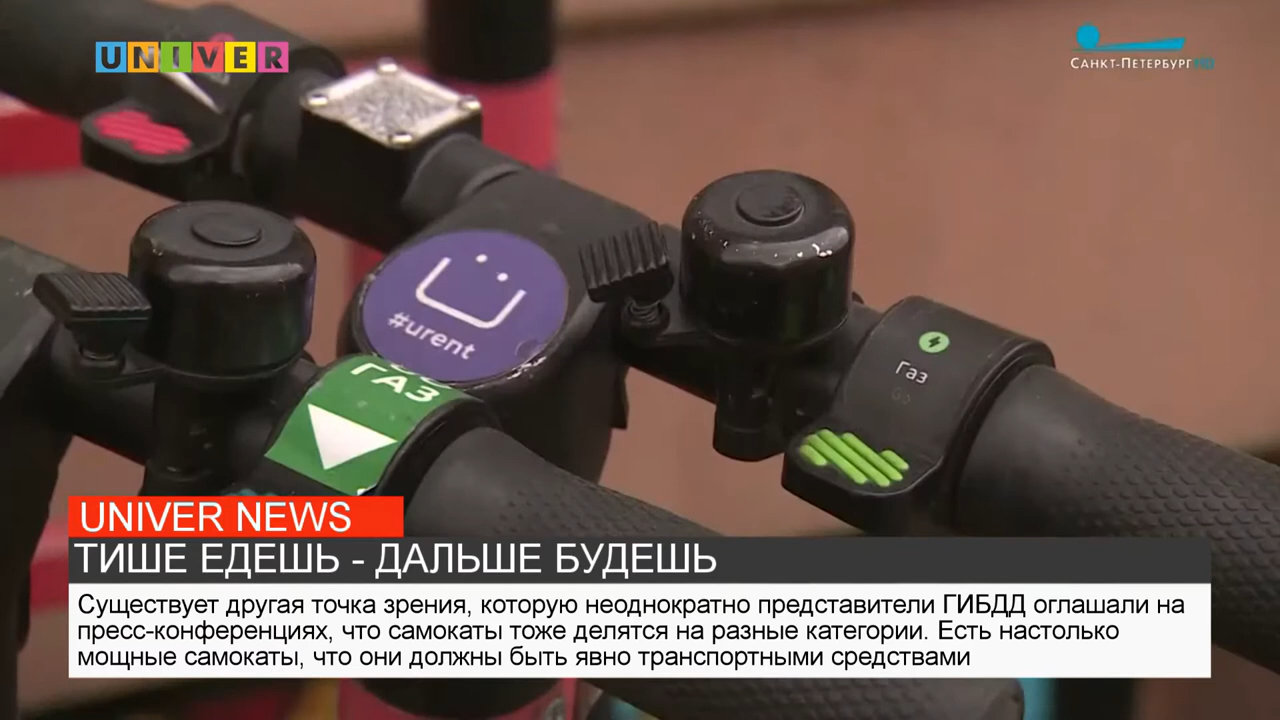 UNIVER
САНКТ-ПЕТЕРБУРГ
#urent
ГАЗ
Газ
GO
UNIVER NEWS
ТИШЕ ЕДЕШЬ - ДАЛЬШЕ БУДЕШЬ
Существует другая точка зрения, которую неоднократно представители ГИБДД оглашали на
пресс-конференциях, что самокаты тоже делятся на разные категории. Есть настолько
мощные самокаты, что они должны быть явно транспортными средствами